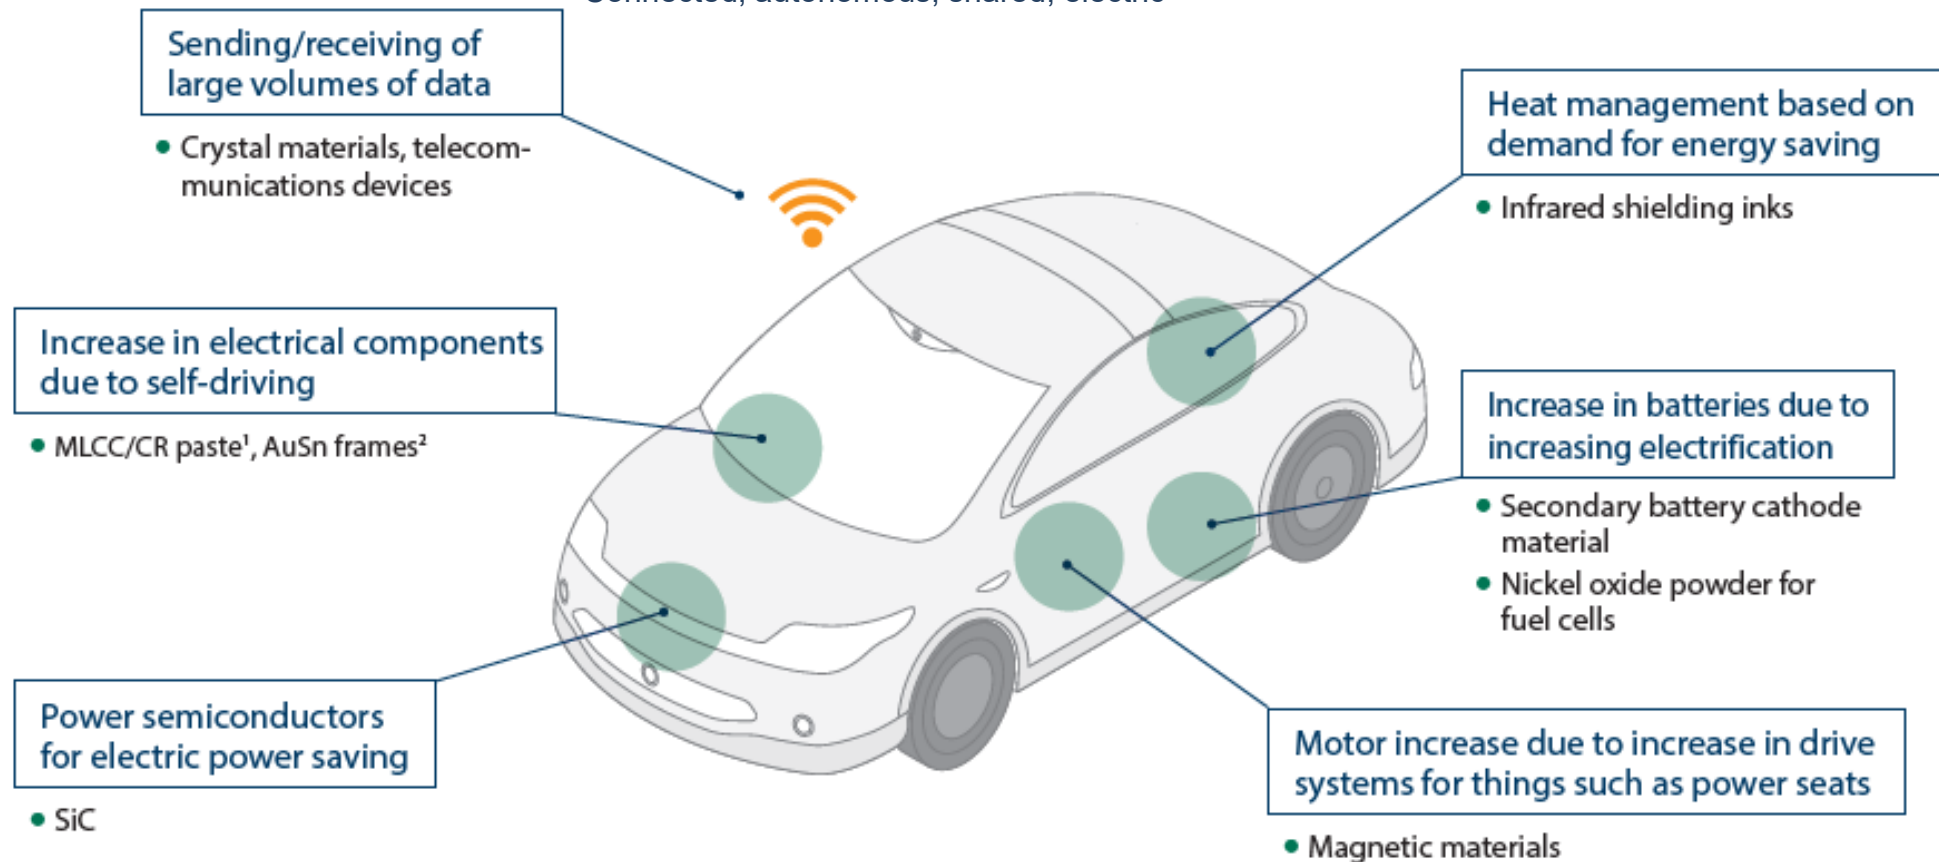 Connected, autonomous, shared, electric
Sending/receiving of
large volumes of data
• Crystal materials, telecom-
munications devices
Heat management based on
demand for energy saving
• Infrared shielding inks
Increase in electrical components
due to self-driving
• MLCC/CR paste¹, AuSn frames²
Increase in batteries due to
increasing electrification
• Secondary battery cathode
material
• Nickel oxide powder for
fuel cells
Power semiconductors
for electric power saving
• SiC
Motor increase due to increase in drive
systems for things such as power seats
• Magnetic materials